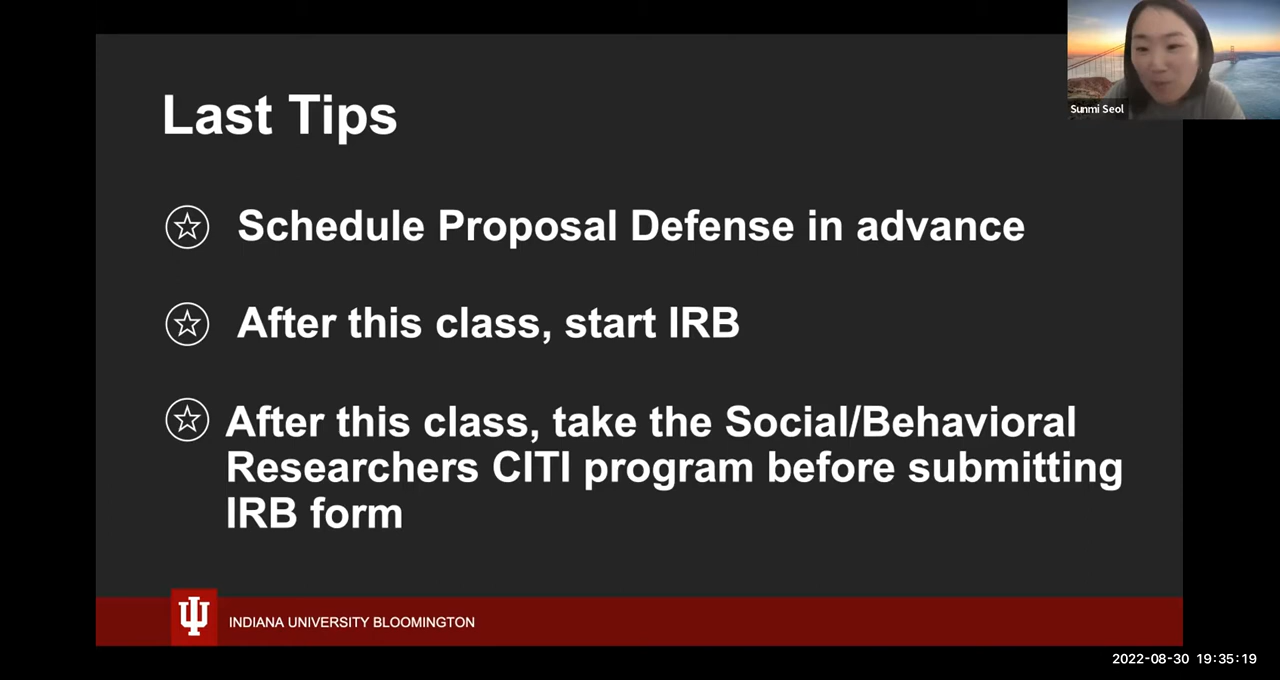 Sunmi Seol
Last Tips
Schedule Proposal Defense in advance
After this class, start IRB
After this class, take the Social/Behavioral
Researchers CITI program before submitting
IRB form
INDIANA UNIVERSITY BLOOMINGTON
2022-08-30 19:35:19